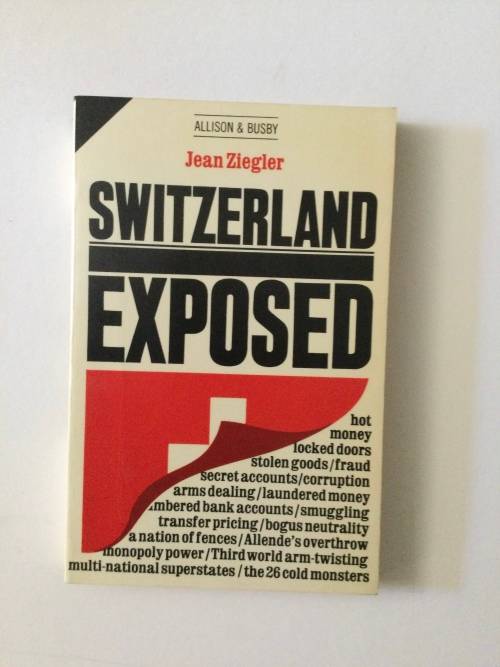 ALLISON & BUSBY
Jean Ziegler
SWITZERLAND
EXPOSED
hot
money
locked doors
stolen goods/fraud
secret accounts/corruption
arms dealing/laundered money
mbered bank accounts/smuggling
transfer pricing/bogus neutrality
a nation of fences/Allende's overthrow
monopoly power/Third world arm-twisting
multi-national superstates/the 26 cold monsters